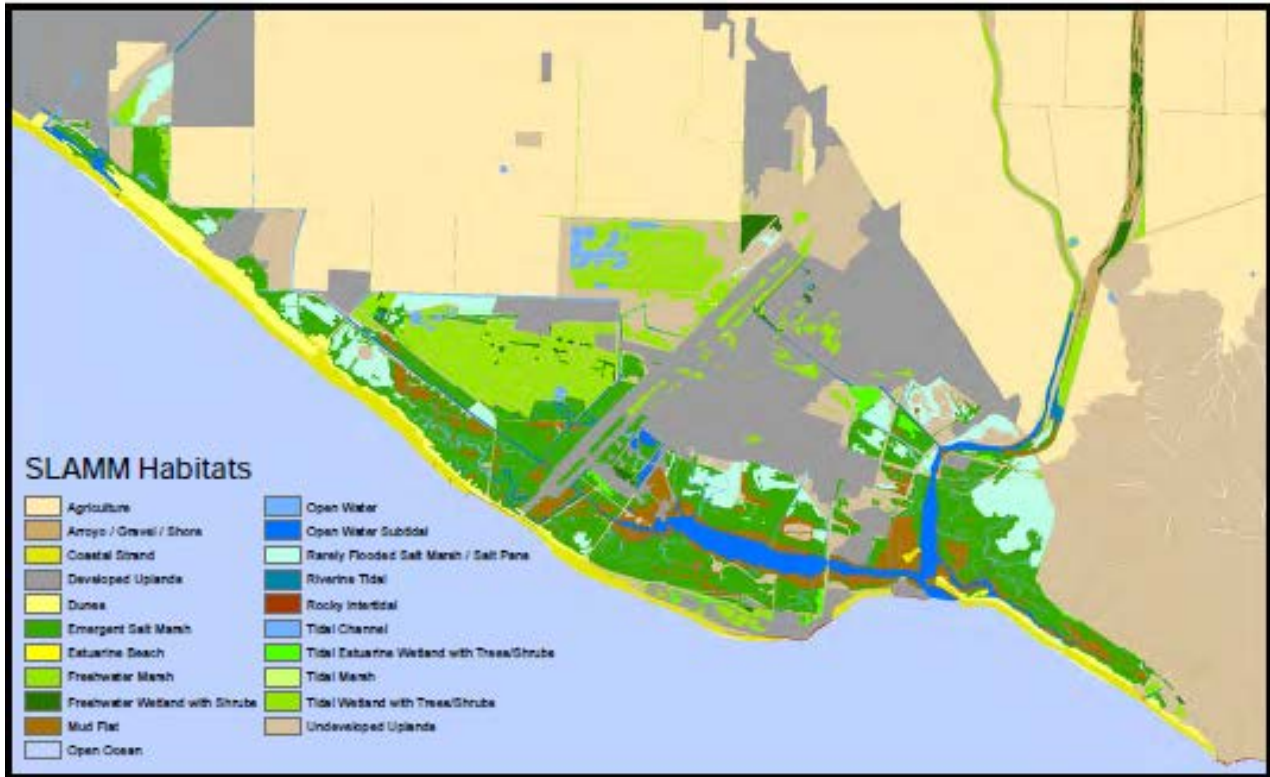 SLAMM Habitats
Agriculture
Arroyo / Gravel / Shore
Coastal Strand
Developed Uplands
Dunes
Emergent Salt Marsh
Estuarine Beach
Freshwater Marsh
Freshwater Wetland with Shrubs
Mud Flat
Open Ocean
Open Water
Open Water Subtidal
Rarely Flooded Salt Marsh / Salt Pans
Riverine Tidal
Rocky Intertidal
Tidal Channel
Tidal Estuarine Wetland with Trees/Shrubs
Tidal Marsh
Tidal Wetland with Trees/Shrubs
Undeveloped Uplands